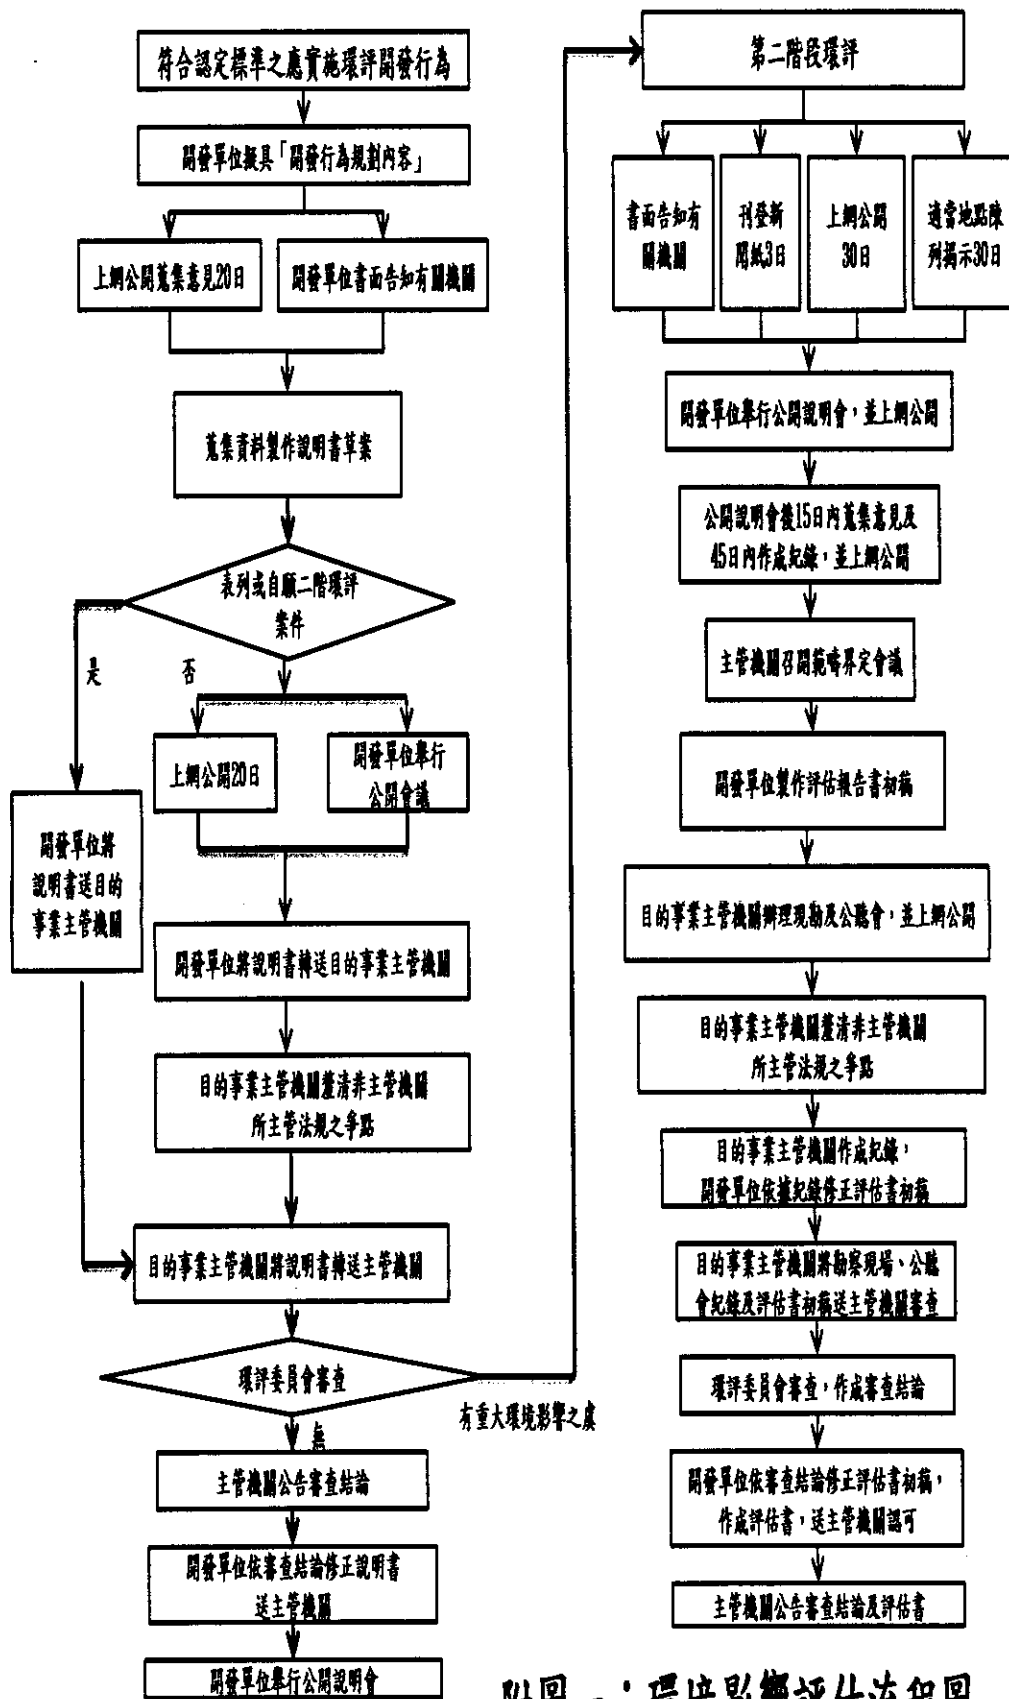 符合認定標準之應實施環評開發行為
開發單位擬具「開發行為規劃內容」
上網公開蒐集意見20日
開發單位書面告知有關機關
蒐集資料製作說明書草案
表列或自願二階環評
案件
是
否
上網公開20日
開發單位舉行
公開會議
開發單位將
說明書送目的
事業主管機關
開發單位將說明書轉送目的事業主管機關
目的事業主管機關釐清非主管機關
所主管法規之爭點
目的事業主管機關將說明書轉送主管機關
環評委員會審查
有重大環境影響之虞
無
主管機關公告審查結論
開發單位依審查結論修正說明書
送主管機關
開發單位舉行公開說明會
第二階段環評
書面告知有
關機關
刊登新
聞紙3日
上網公開
30日
適當地點陳
列揭示30日
開發單位舉行公開說明會，並上網公開
公開說明會後15日內蒐集意見及
45日內作成紀錄，並上網公開
主管機關召開範疇界定會議
開發單位製作評估報告書初稿
目的事業主管機關辦理現勘及公聽會，並上網公開
目的事業主管機關釐清非主管機關
所主管法規之爭點
目的事業主管機關作成紀錄，
開發單位依據紀錄修正評估書初稿
目的事業主管機關將勘察現場、公聽
會紀錄及評估書初稿送主管機關審查
環評委員會審查，作成審查結論
開發單位依審查結論修正評估書初稿，
作成評估書，送主管機關認可
主管機關公告審查結論及評估書
附圖一：環境影響評估流程圖